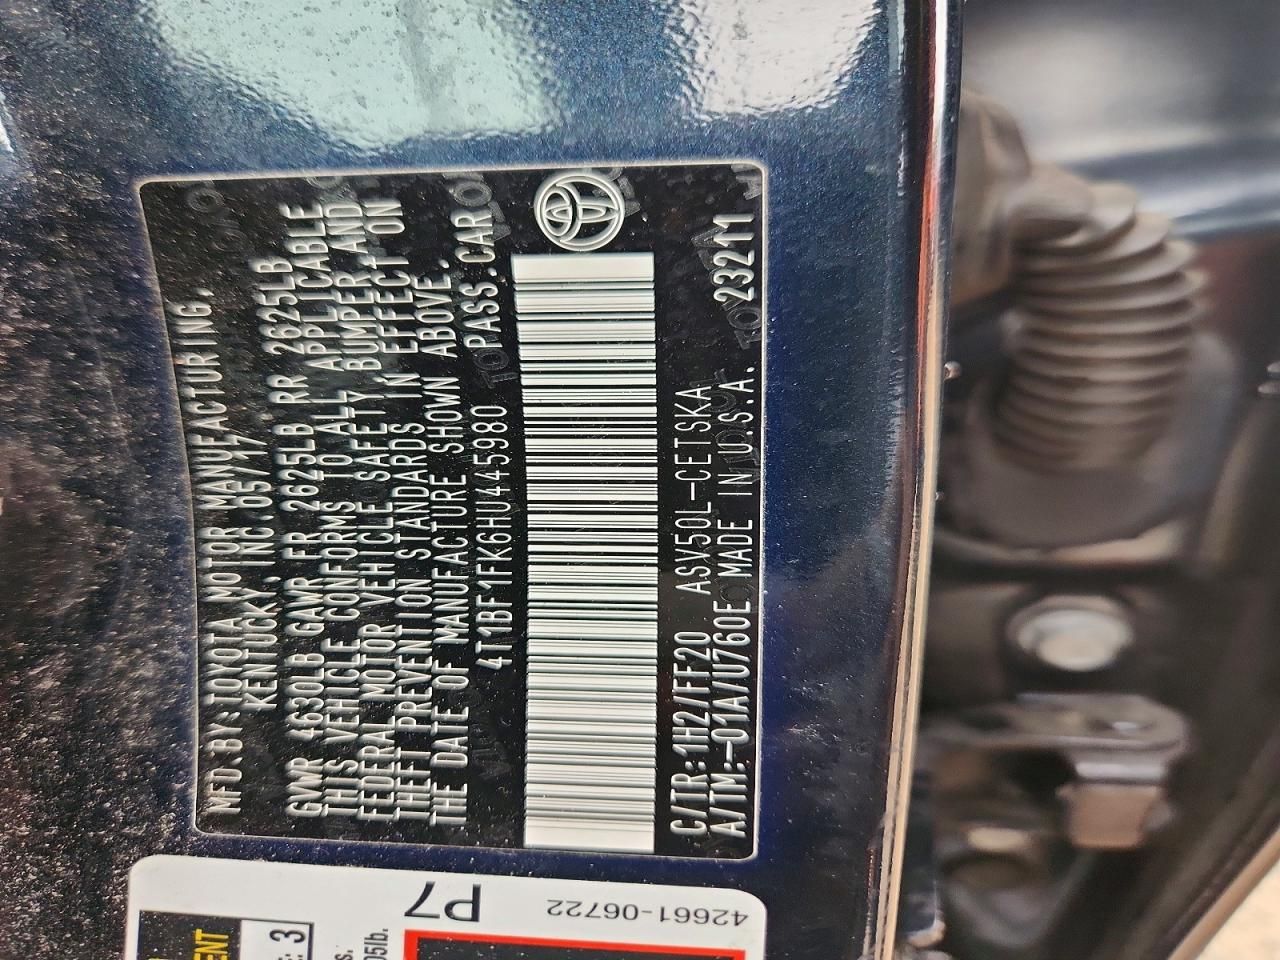 MFD.BY:TOYOTA MOTOR MANUFACTURING,
KENTUCKY, INC.05/17
GVWR 4630LB GAWR FR 2625LB RR 2625LB
THIS VEHICLE CONFORMS TO ALL APPLICABLE
FEDERAL MOTOR VEHICLE SAFETY, BUMPER, AND
THEFT PREVENTION STANDARDS IN EFFECT ON
THE DATE OF MANUFACTURE SHOWN ABOVE.
4T1BF1FK6HU445980 PASS.CAR
C/TR:1H2/FF20 ASV50L-CETSKA
A/TM:-01A/U760E MADE IN U.S.A. 23211
42661-06722
P7
: 3
05lb.